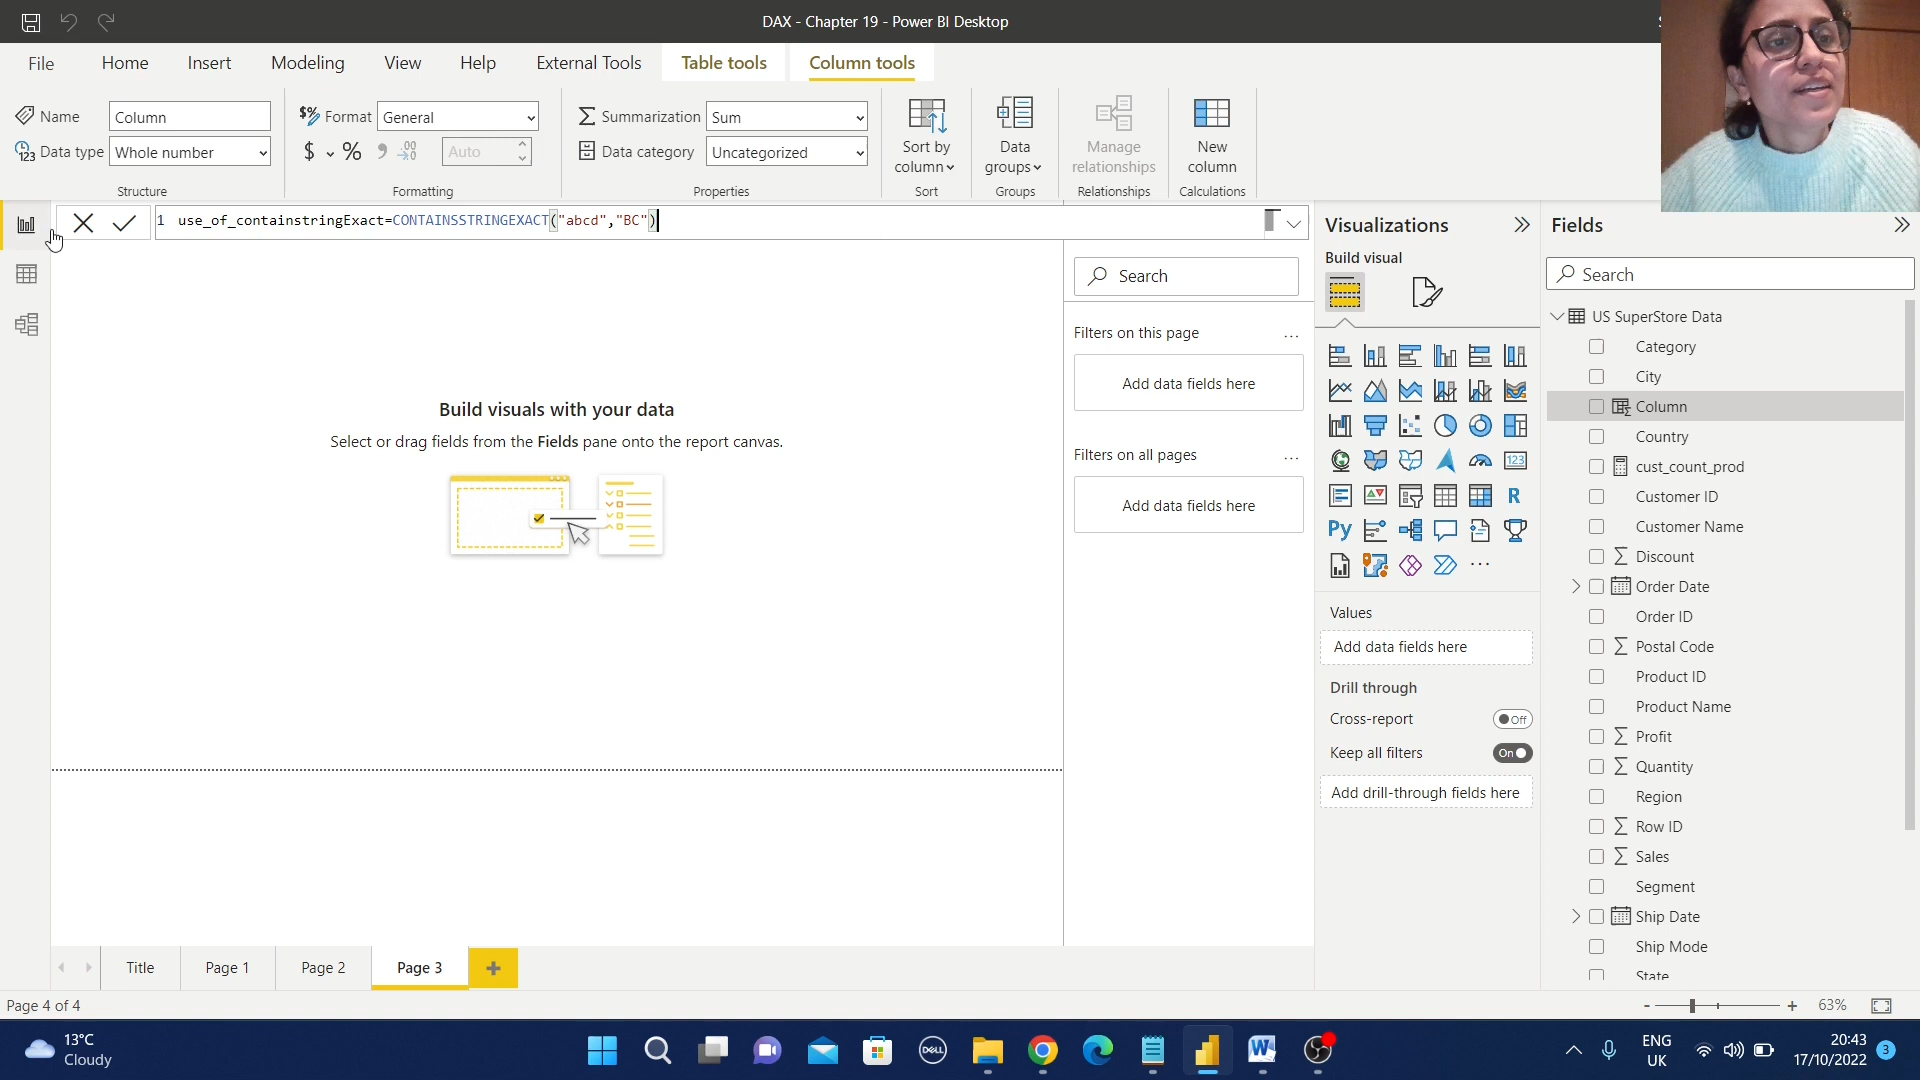 DAX - Chapter 19 - Power BI Desktop
File Home Insert Modeling View Help External Tools Table tools Column tools
Name Column
Data type Whole number
Structure
Format General
$ % Auto
Formatting
Summarization Sum
Data category Uncategorized
Properties
Sort by column
Sort
Data groups
Groups
Manage relationships
Relationships
New column
Calculations
1 use_of_containstringExact=CONTAINSSTRINGEXACT("abcd","BC")
Build visuals with your data
Select or drag fields from the Fields pane onto the report canvas.
Search
Filters on this page ...
Add data fields here
Filters on all pages ...
Add data fields here
Visualizations
Build visual
123
R
Py
...
Values
Add data fields here
Drill through
Cross-report Off
Keep all filters On
Add drill-through fields here
Fields
Search
US SuperStore Data
Category
City
Column
Country
cust_count_prod
Customer ID
Customer Name
Discount
Order Date
Order ID
Postal Code
Product ID
Product Name
Profit
Quantity
Region
Row ID
Sales
Segment
Ship Date
Ship Mode
State
Title Page 1 Page 2 Page 3 +
Page 4 of 4
- + 63%
13°C
Cloudy
DELL
ENG
UK
20:43
17/10/2022
3